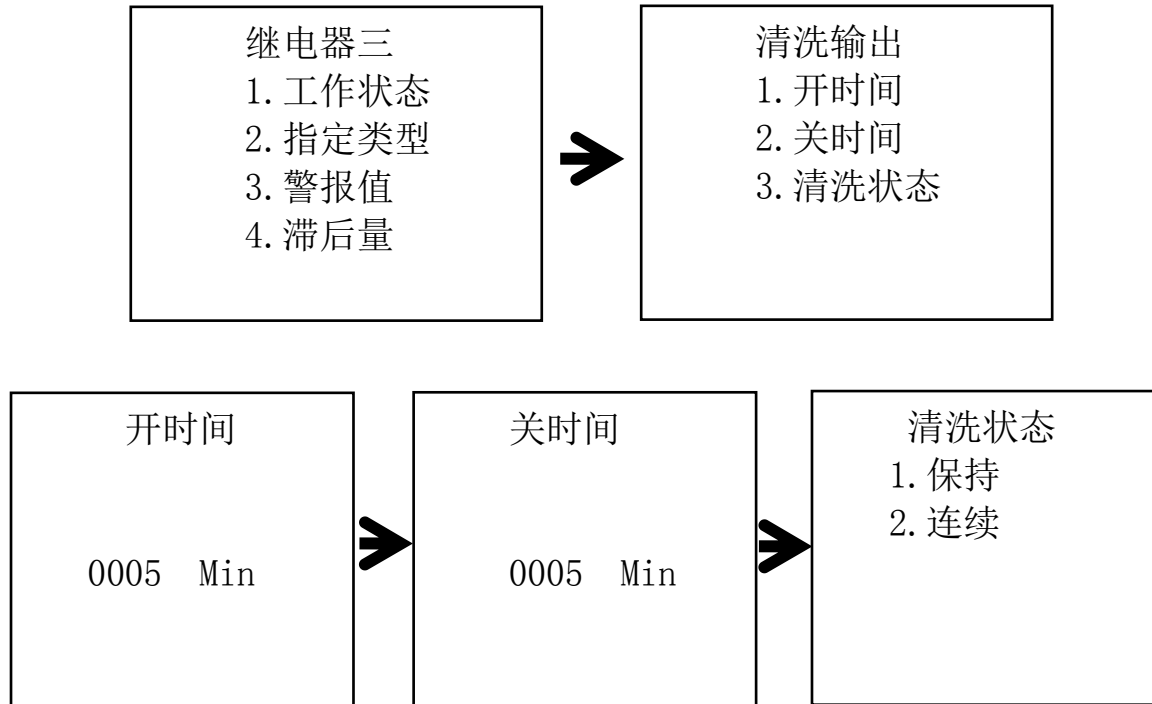 继电器三
1.工作状态
2.指定类型
3.警报值
4.滞后量
清洗输出
1.开时间
2.关时间
3.清洗状态
开时间
0005 Min
关时间
0005 Min
清洗状态
1.保持
2.连续